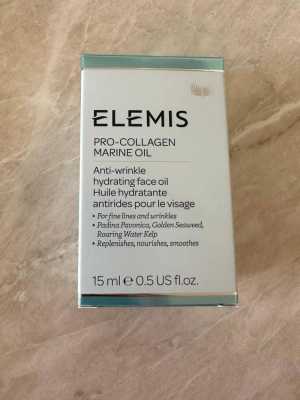 ELEMIS
PRO-COLLAGEN
MARINE OIL
Anti-wrinkle
hydrating face oil
Huile hydratante
antirides pour le visage
• For fine lines and wrinkles
• Padina Pavonica, Golden Seaweed,
Roaring Water Kelp
• Replenishes, nourishes, smoothes
15 ml ℮ 0.5 US fl.oz.